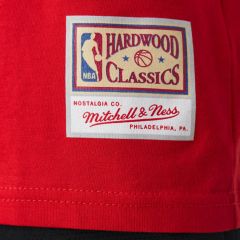 HARDWOOD
NBA
CLASSICS
NOSTALGIA CO.
Mitchell & Ness
PHILADELPHIA, PA.